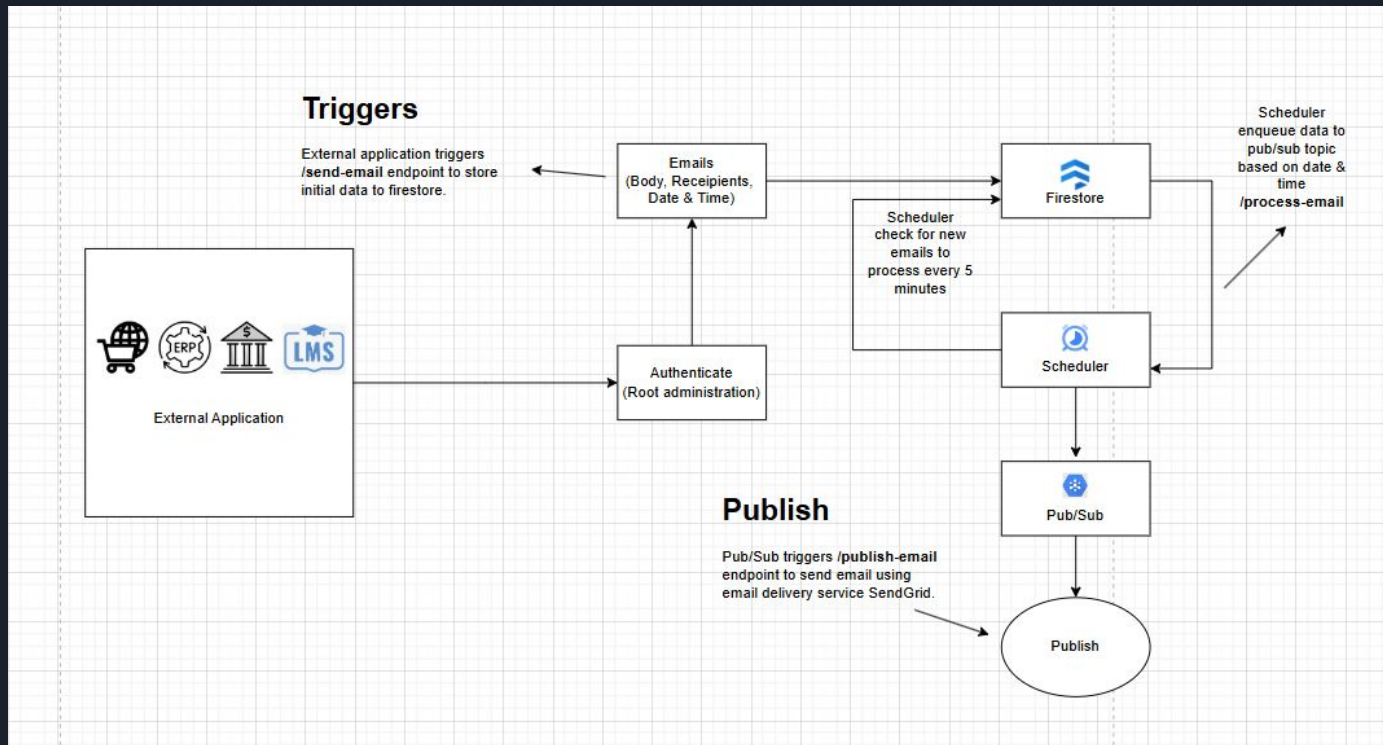 Triggers
External application triggers
/send-email endpoint to store
initial data to firestore.
Emails
(Body, Receipients,
Date & Time)
Firestore
Scheduler
enqueue data to
pub/sub topic
based on date &
time
/process-email
Scheduler
check for new
emails to
process every 5
minutes
$
ERP
LMS
External Application
Authenticate
(Root administration)
Scheduler
Pub/Sub
Publish
Pub/Sub triggers /publish-email
endpoint to send email using
email delivery service SendGrid.
Publish